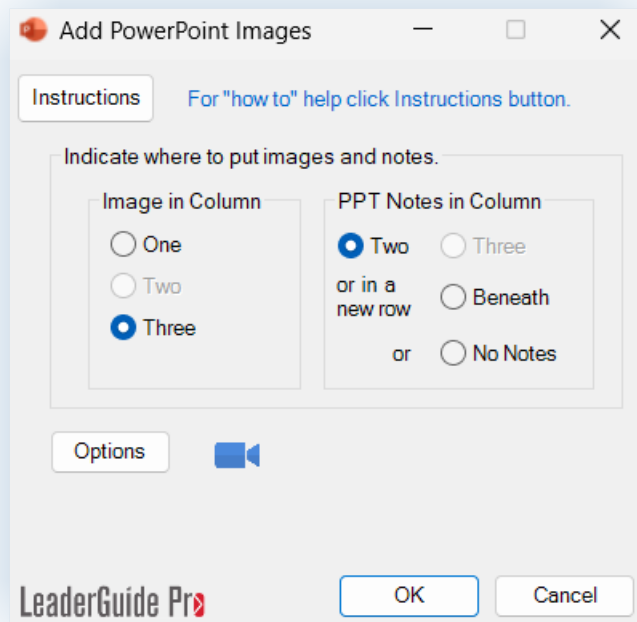 Add PowerPoint Images
Instructions
For "how to" help click Instructions button.
Indicate where to put images and notes.
Image in Column
One
Two
Three
PPT Notes in Column
Two
Three
or in a
new row
Beneath
or
No Notes
Options
LeaderGuide Pro
OK
Cancel